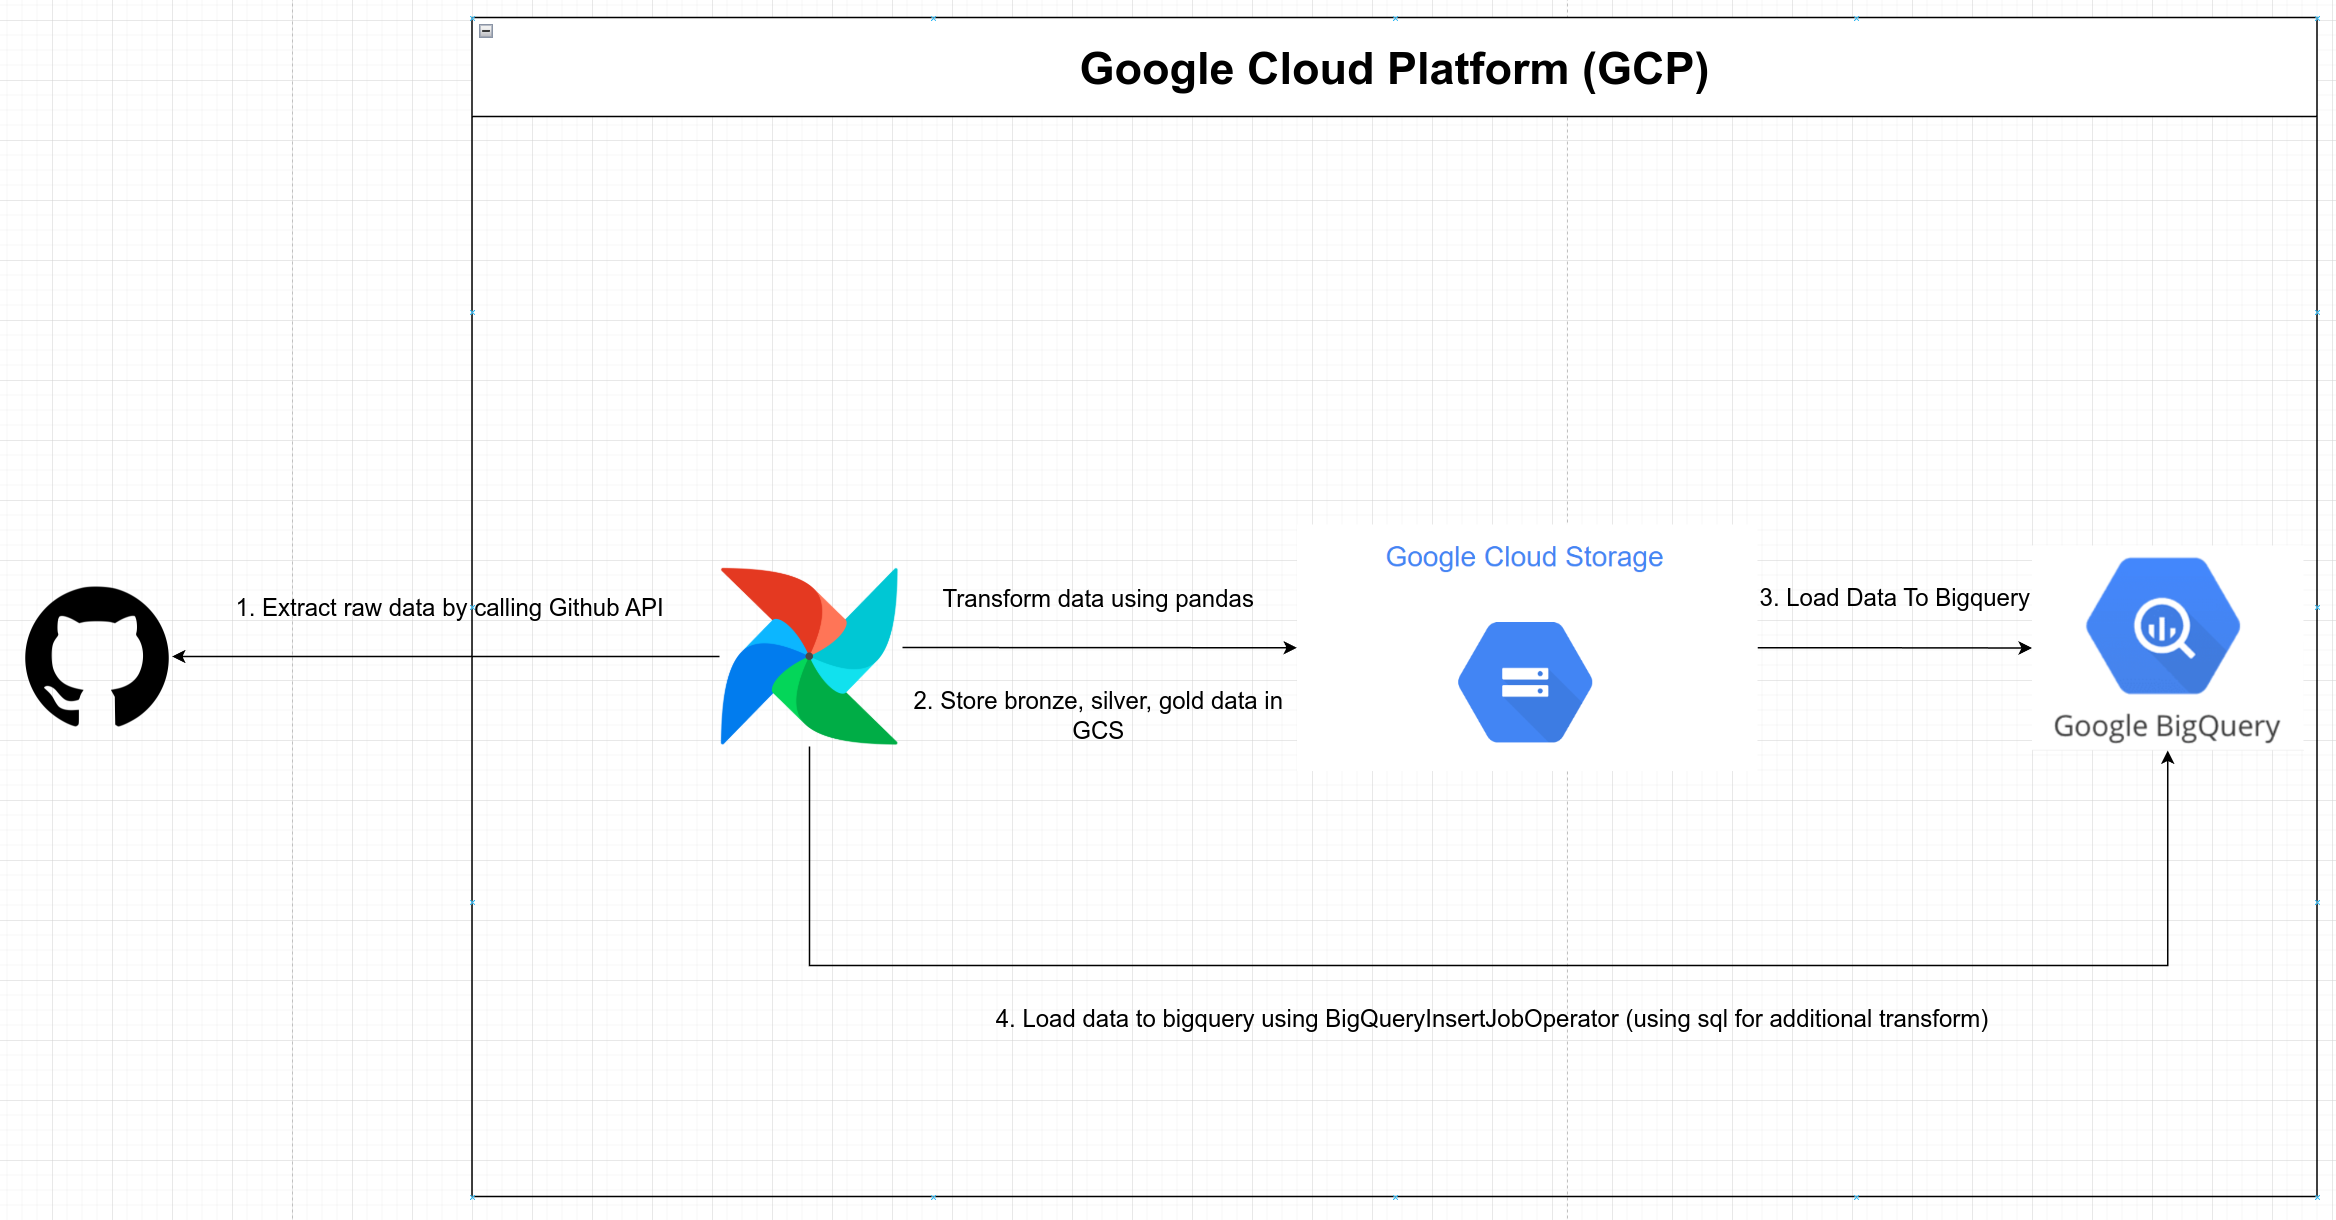 Google Cloud Platform (GCP)
1. Extract raw data by calling Github API
Transform data using pandas
2. Store bronze, silver, gold data in
GCS
Google Cloud Storage
3. Load Data To Bigquery
Google BigQuery
4. Load data to bigquery using BigQueryInsertJobOperator (using sql for additional transform)